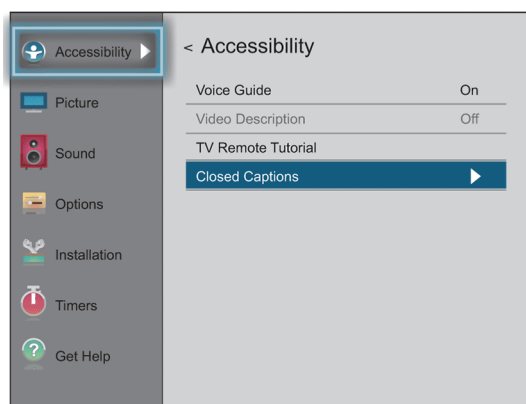 Accessibility
Picture
Sound
Options
Installation
Timers
Get Help
< Accessibility
Voice Guide On
Video Description Off
TV Remote Tutorial
Closed Captions